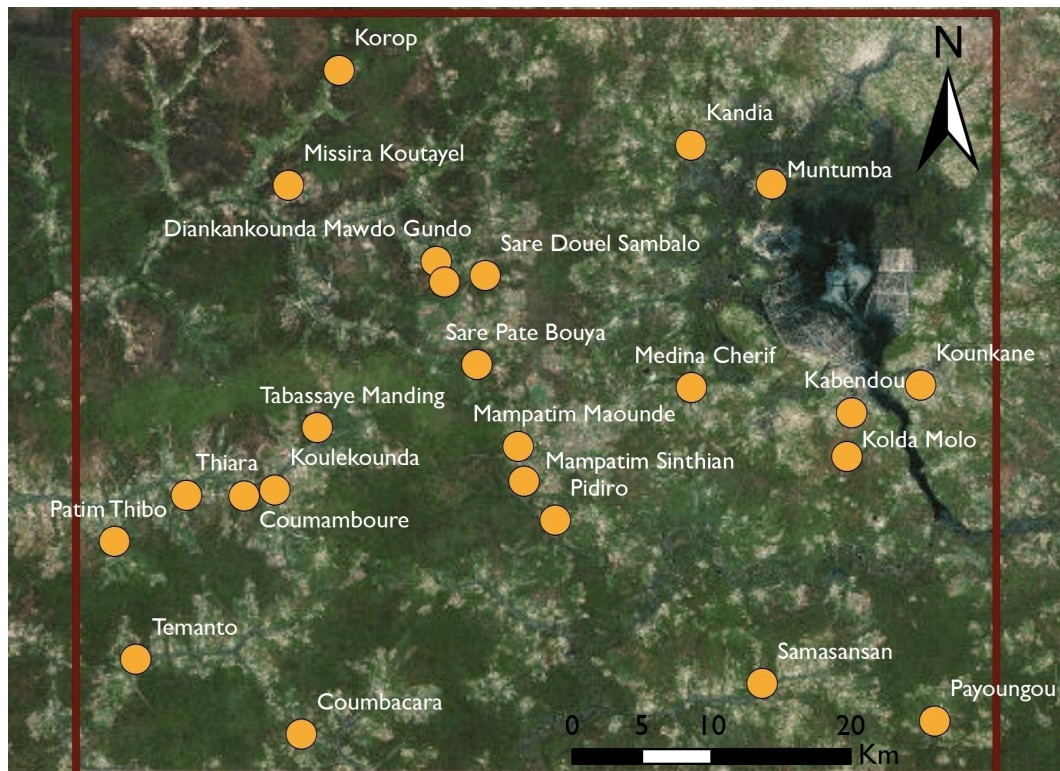 Korop
N
Kandia
Missira Koutayel
Muntumba
Diankankounda Mawdo Gundo
Sare Douel Sambalo
Sare Pate Bouya
Medina Cherif
Kounkane
Kabendou
Tabassaye Manding
Mampatim Maounde
Kolda Molo
Thiara
Koulekounda
Mampatim Sinthian
Pidiro
Patim Thibo
Coumamboure
Temanto
Samasansan
Payoungou
Coumbacara
0 5 10 20
Km